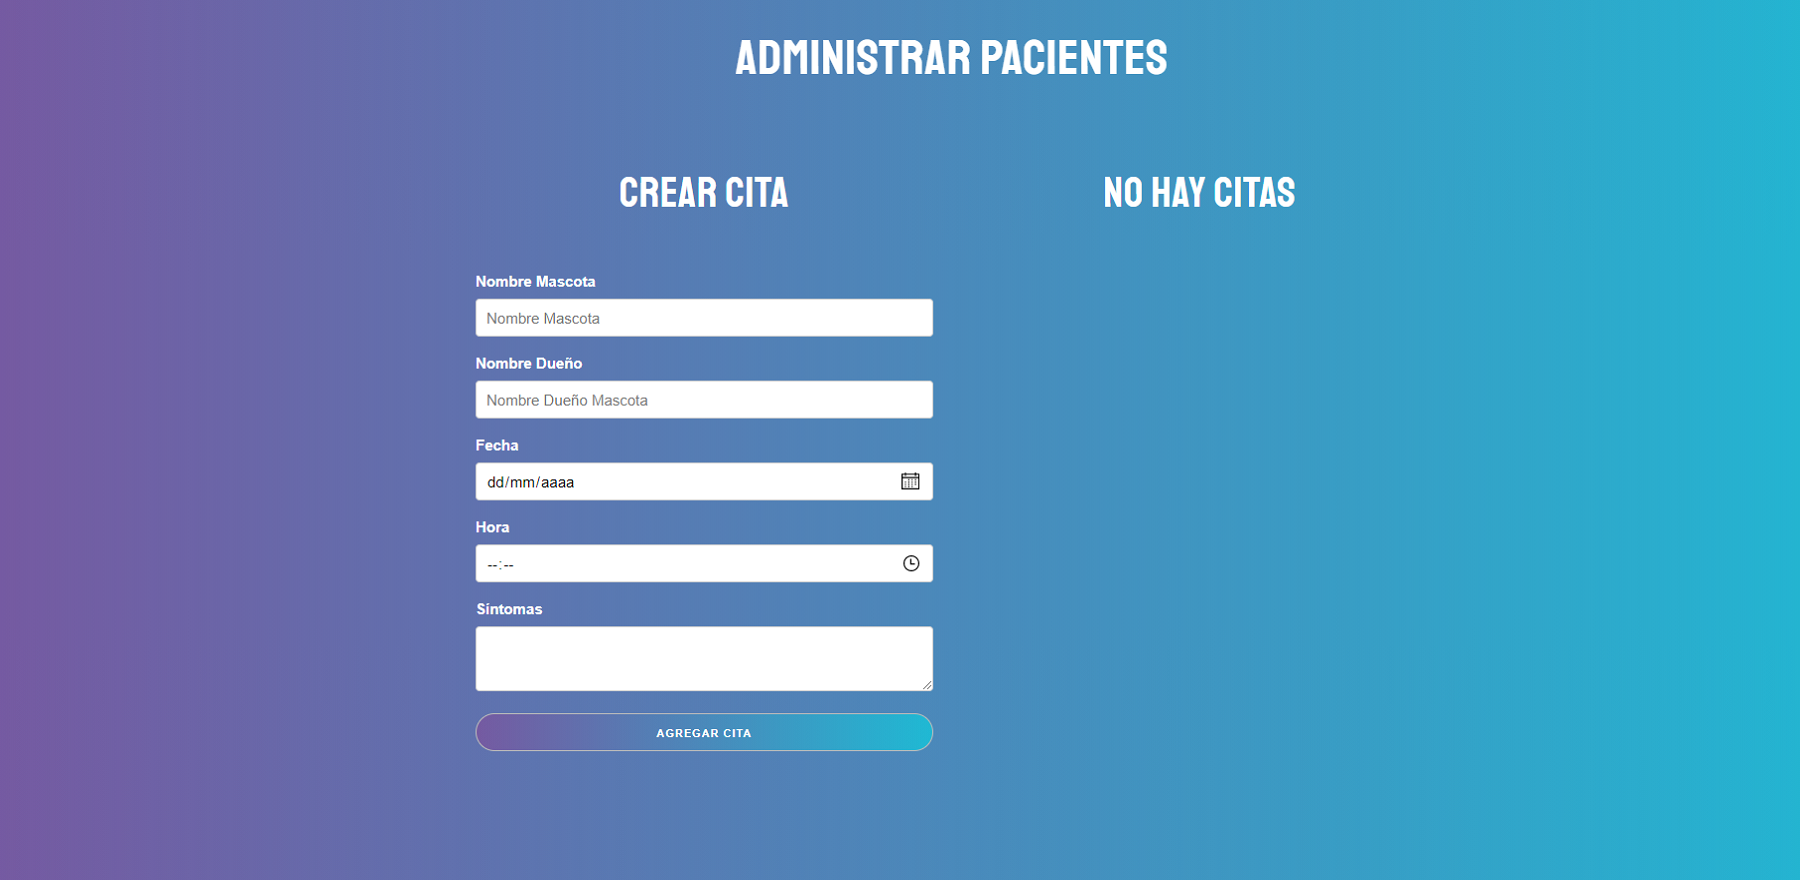 ADMINISTRAR PACIENTES
CREAR CITA
NO HAY CITAS
Nombre Mascota
Nombre Mascota
Nombre Dueño
Nombre Dueño Mascota
Fecha
dd/mm/aaaa
Hora
--:--
Síntomas
AGREGAR CITA